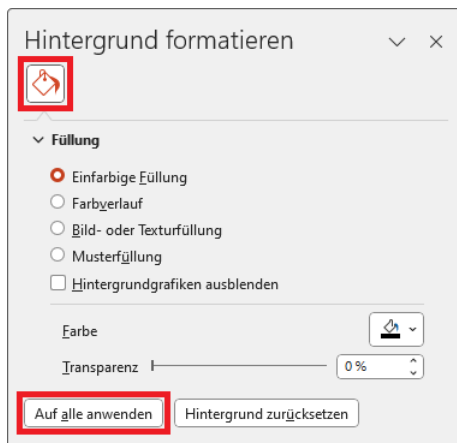 Hintergrund formatieren
Füllung
Einfarbige Füllung
Farbverlauf
Bild- oder Texturfüllung
Musterfüllung
Hintergrundgrafiken ausblenden
Farbe
Transparenz 0 %
Auf alle anwenden Hintergrund zurücksetzen